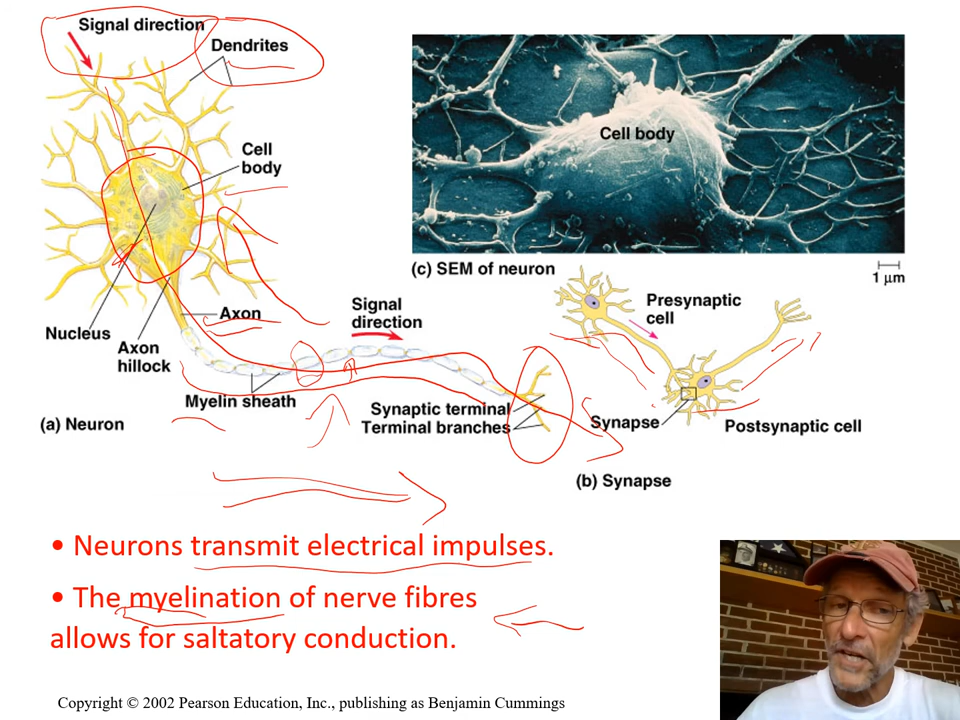 Signal direction
Dendrites
Cell
body
Nucleus
Axon
hillock
Axon
Signal
direction
Myelin sheath
Synaptic terminal
Terminal branches
(a) Neuron
Cell body
(c) SEM of neuron
1 µm
Presynaptic
cell
Synapse
Postsynaptic cell
(b) Synapse
• Neurons transmit electrical impulses.
• The myelination of nerve fibres
allows for saltatory conduction.
Copyright © 2002 Pearson Education, Inc., publishing as Benjamin Cummings